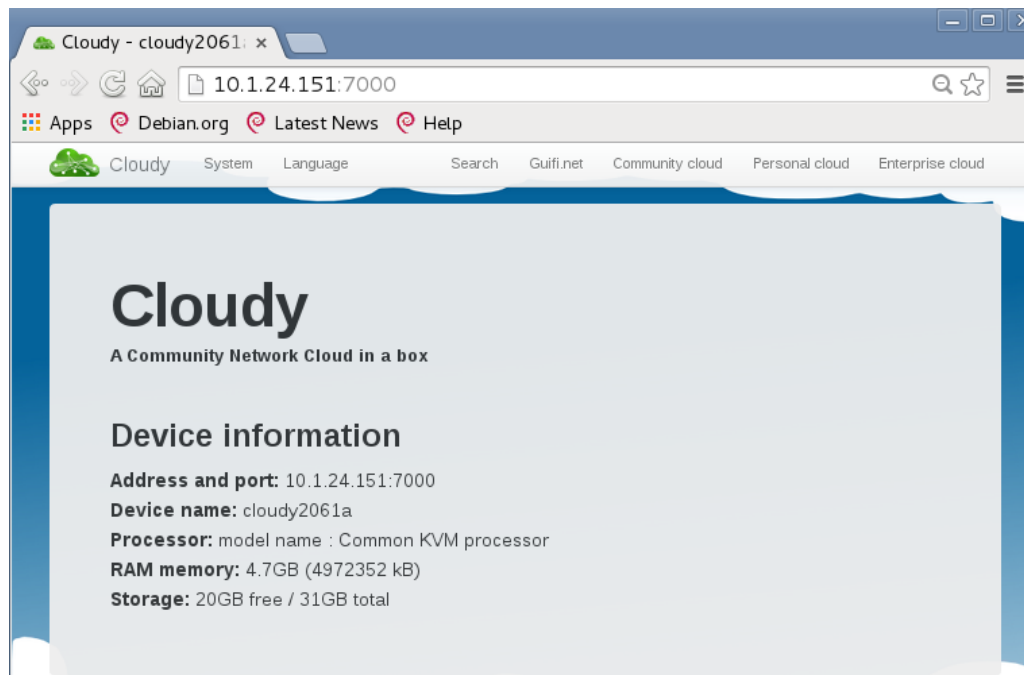 Cloudy - cloudy2061
10.1.24.151:7000
Apps Debian.org Latest News Help
Cloudy System Language Search Guifi.net Community cloud Personal cloud Enterprise cloud
Cloudy
A Community Network Cloud in a box
Device information
Address and port: 10.1.24.151:7000
Device name: cloudy2061a
Processor: model name : Common KVM processor
RAM memory: 4.7GB (4972352 kB)
Storage: 20GB free / 31GB total